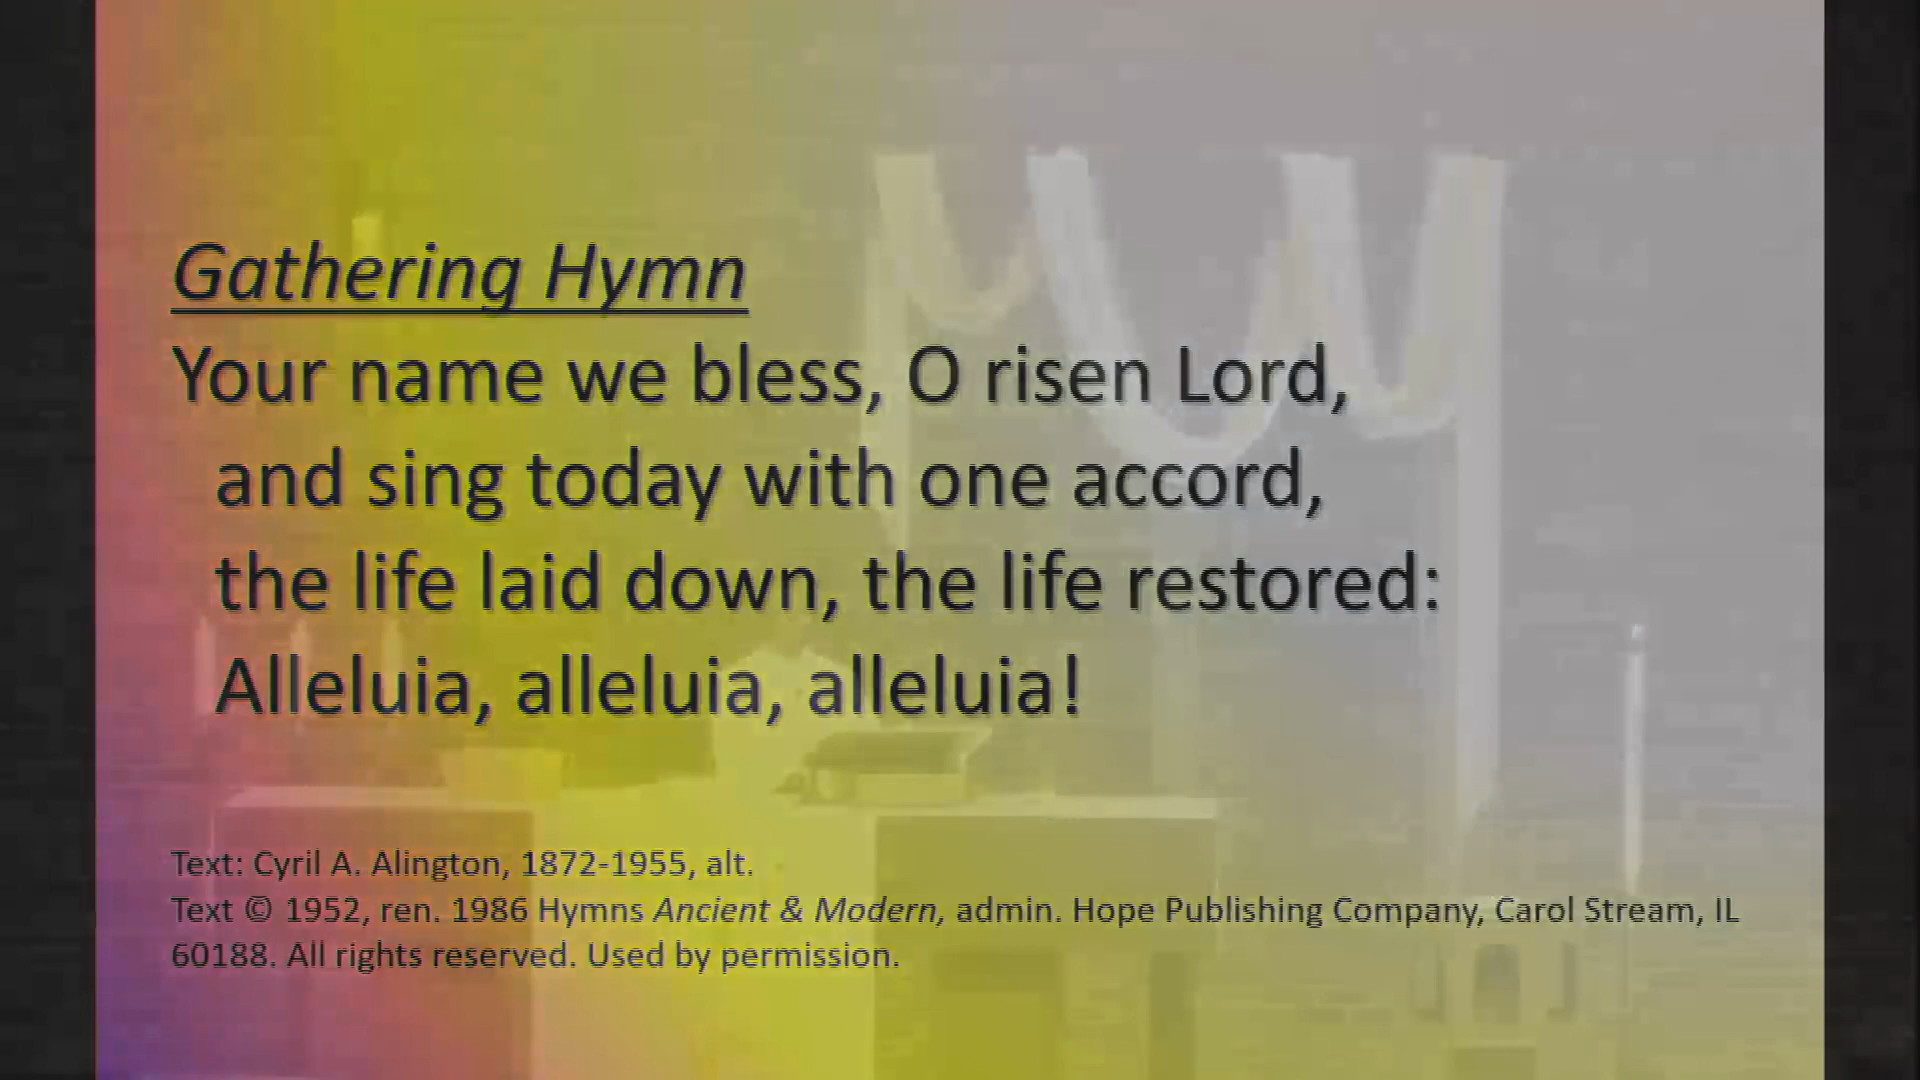 Gathering Hymn
Your name we bless, O risen Lord,
and sing today with one accord,
the life laid down, the life restored:
Alleluia, alleluia, alleluia!
Text: Cyril A. Alington, 1872-1955, alt.
Text © 1952, ren. 1986 Hymns Ancient & Modern, admin. Hope Publishing Company, Carol Stream, IL
60188. All rights reserved. Used by permission.